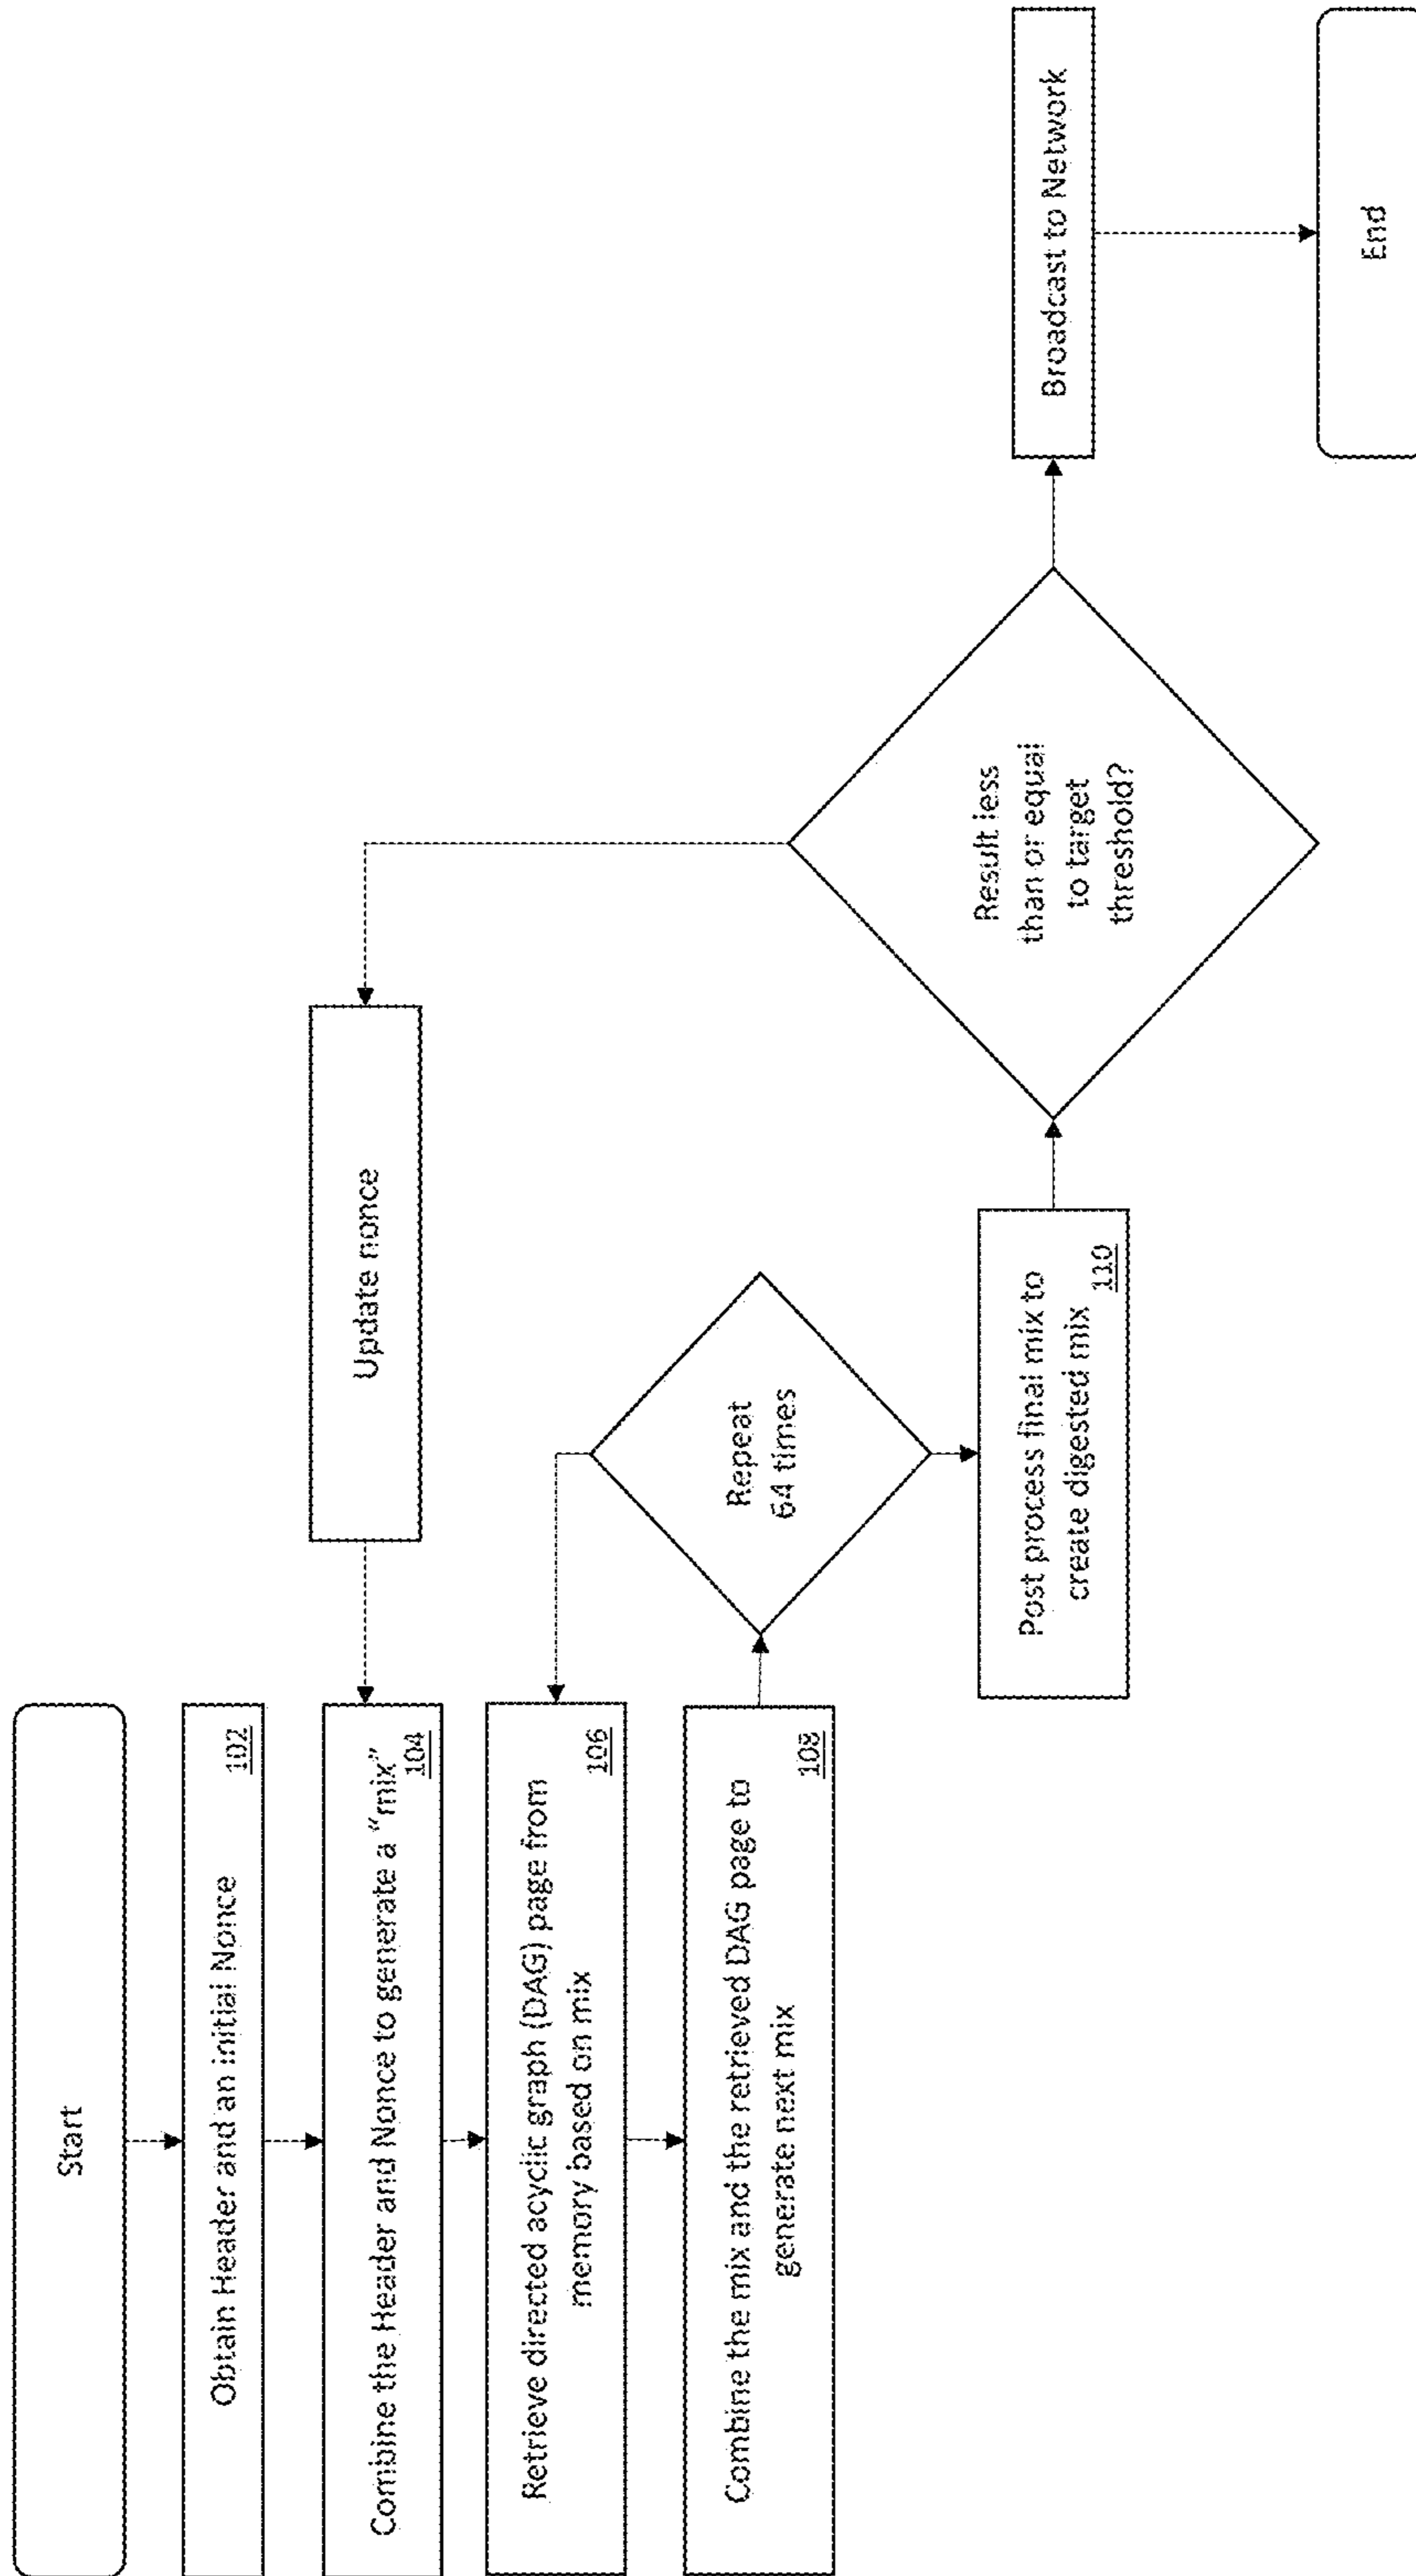 Start
Obtain Header and an initial Nonce
102
Combine the Header and Nonce to generate a “mix”
104
Retrieve directed acyclic graph (DAG) page from
memory based on mix
106
Combine the mix and the retrieved DAG page to
generate next mix
108
Repeat
64 times
Update nonce
Post process final mix to
create digested mix
110
Result less
than or equal
to target
threshold?
Broadcast to Network
End